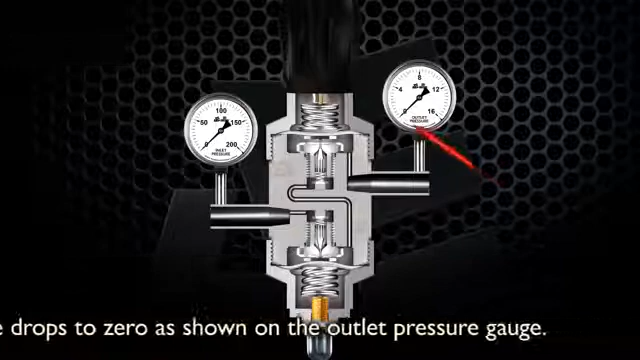 8
4
12
16
OUTLET
PRESSURE
100
50
150
0
200
INLET
PRESSURE
e drops to zero as shown on the outlet pressure gauge.